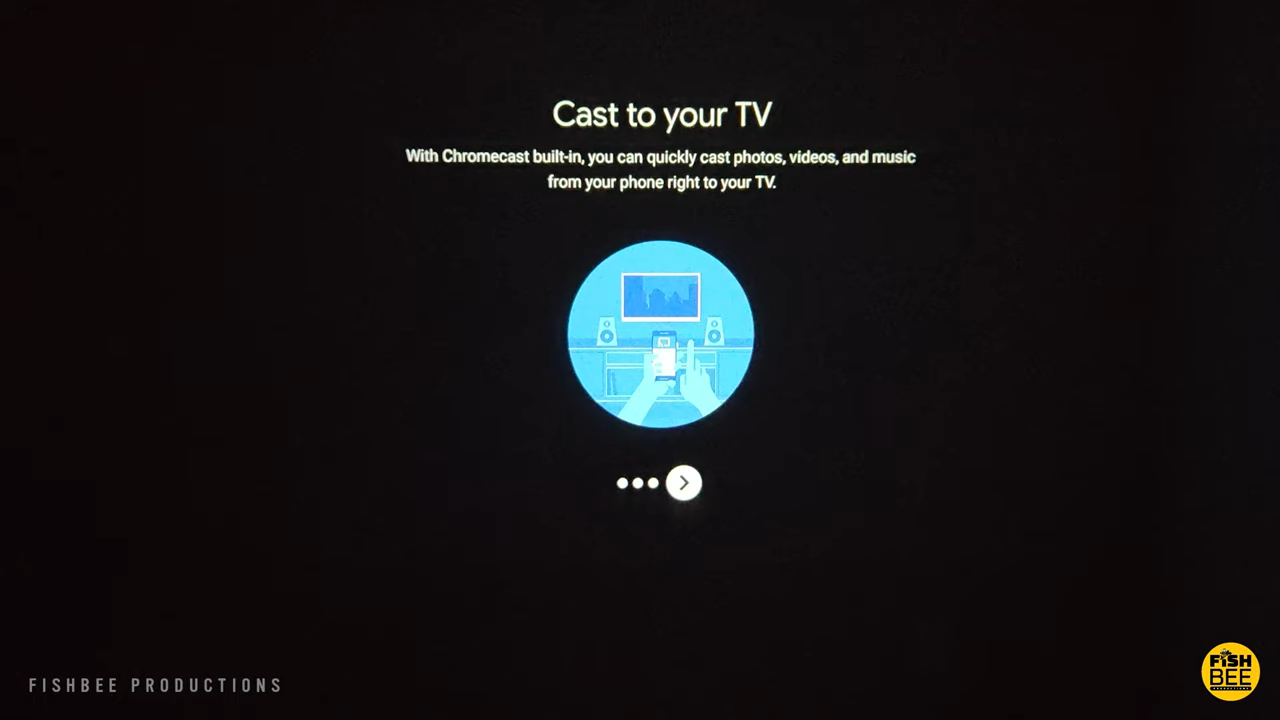 Cast to your TV
With Chromecast built-in, you can quickly cast photos, videos, and music
from your phone right to your TV.
FISHBEE PRODUCTIONS
FISH
BEE
PRODUCTIONS